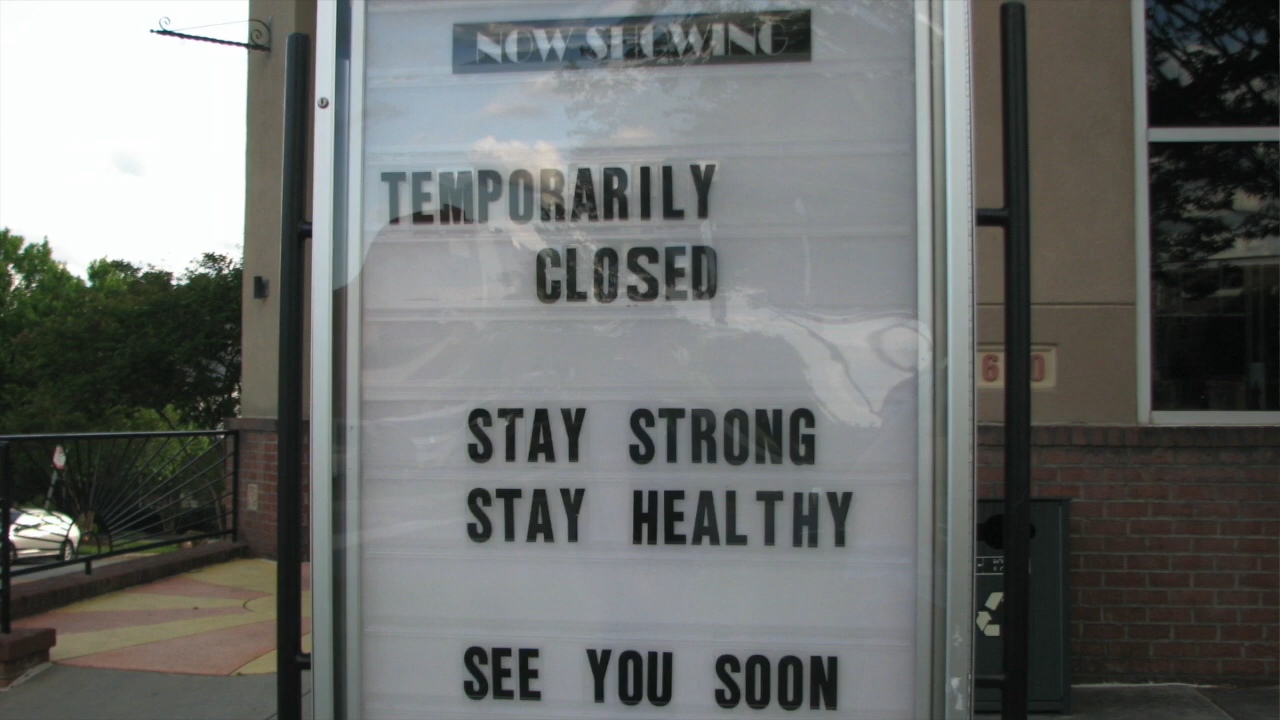 NOW SHOWING
TEMPORARILY
CLOSED
STAY STRONG
STAY HEALTHY
SEE YOU SOON